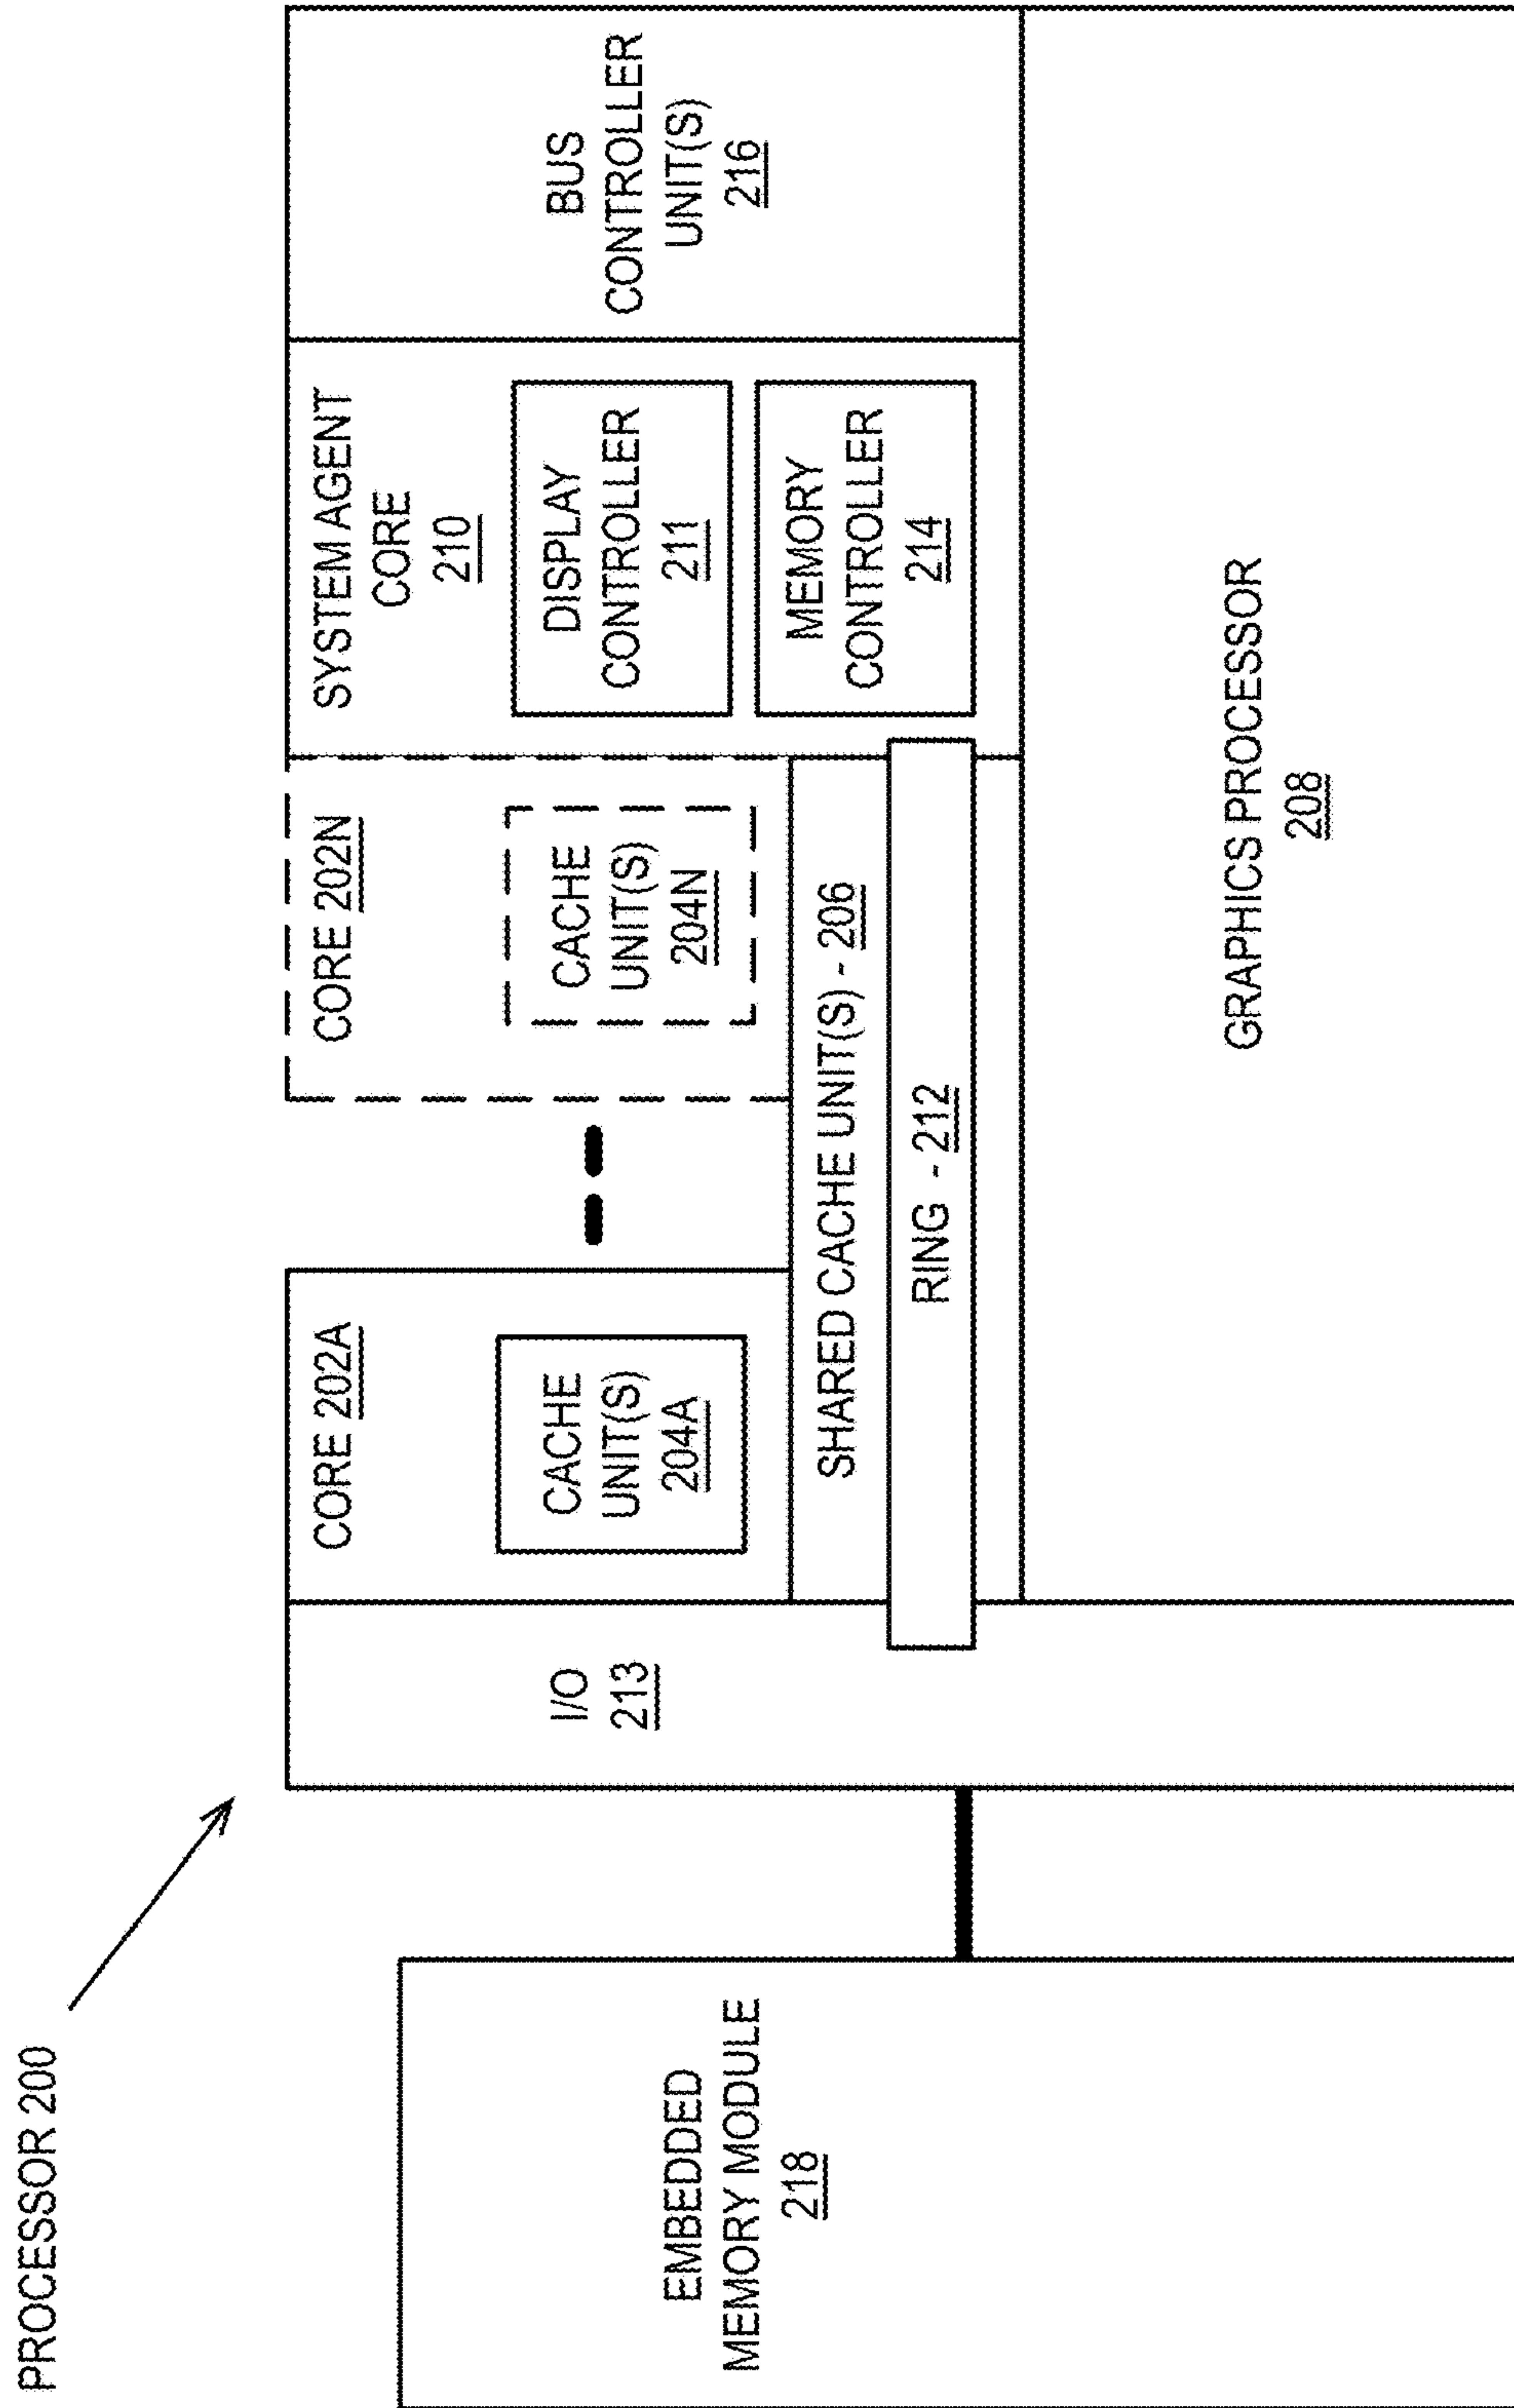 PROCESSOR 200
EMBEDDED
MEMORY MODULE
218
I/O
213
CORE 202A
CACHE
UNIT(S)
204A
CORE 202N
CACHE
UNIT(S)
204N
SHARED CACHE UNIT(S) - 206
RING - 212
SYSTEM AGENT
CORE
210
DISPLAY
CONTROLLER
211
MEMORY
CONTROLLER
214
BUS
CONTROLLER
UNIT(S)
216
GRAPHICS PROCESSOR
208